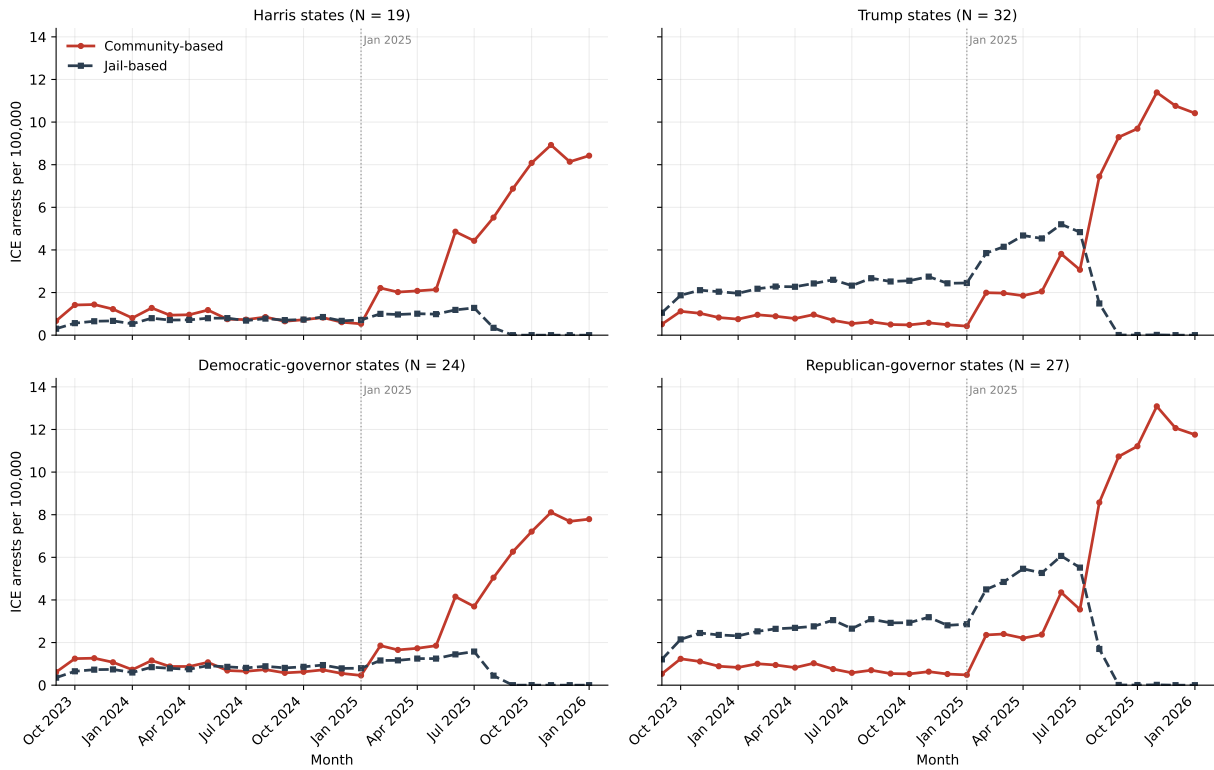 Harris states (N = 19)
Trump states (N = 32)
ICE arrests per 100,000
14
12
10
8
6
4
2
0
Community-based
Jail-based
Jan 2025
Jan 2025
Democratic-governor states (N = 24)
Republican-governor states (N = 27)
ICE arrests per 100,000
14
12
10
8
6
4
2
0
Jan 2025
Jan 2025
Oct 2023
Jan 2024
Apr 2024
Jul 2024
Oct 2024
Jan 2025
Apr 2025
Jul 2025
Oct 2025
Jan 2026
Oct 2023
Jan 2024
Apr 2024
Jul 2024
Oct 2024
Jan 2025
Apr 2025
Jul 2025
Oct 2025
Jan 2026
Month
Month